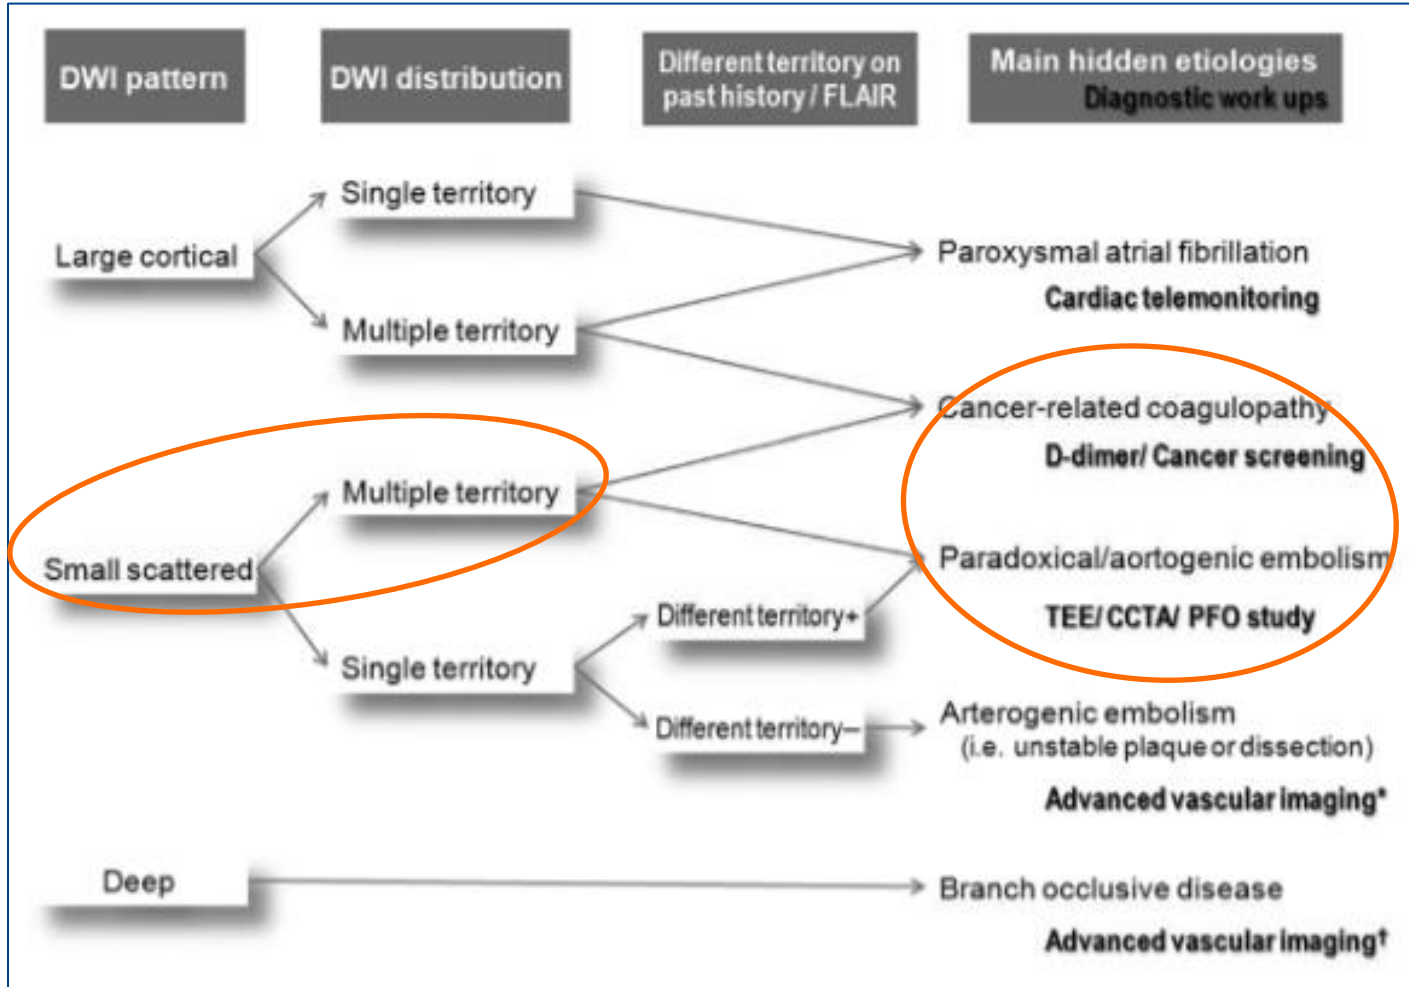 DWI pattern
DWI distribution
Different territory on
past history / FLAIR
Main hidden etiologies
Diagnostic work ups
Single territory
Large cortical
Paroxysmal atrial fibrillation
Cardiac telemonitoring
Multiple territory
Cancer-related coagulopathy
D-dimer/ Cancer screening
Multiple territory
Small scattered
Paradoxical/aortogenic embolism
TEE/ CCTA/ PFO study
Different territory+
Single territory
Different territory–
Arterogenic embolism
(i.e. unstable plaque or dissection)
Advanced vascular imaging*
Deep
Branch occlusive disease
Advanced vascular imaging†